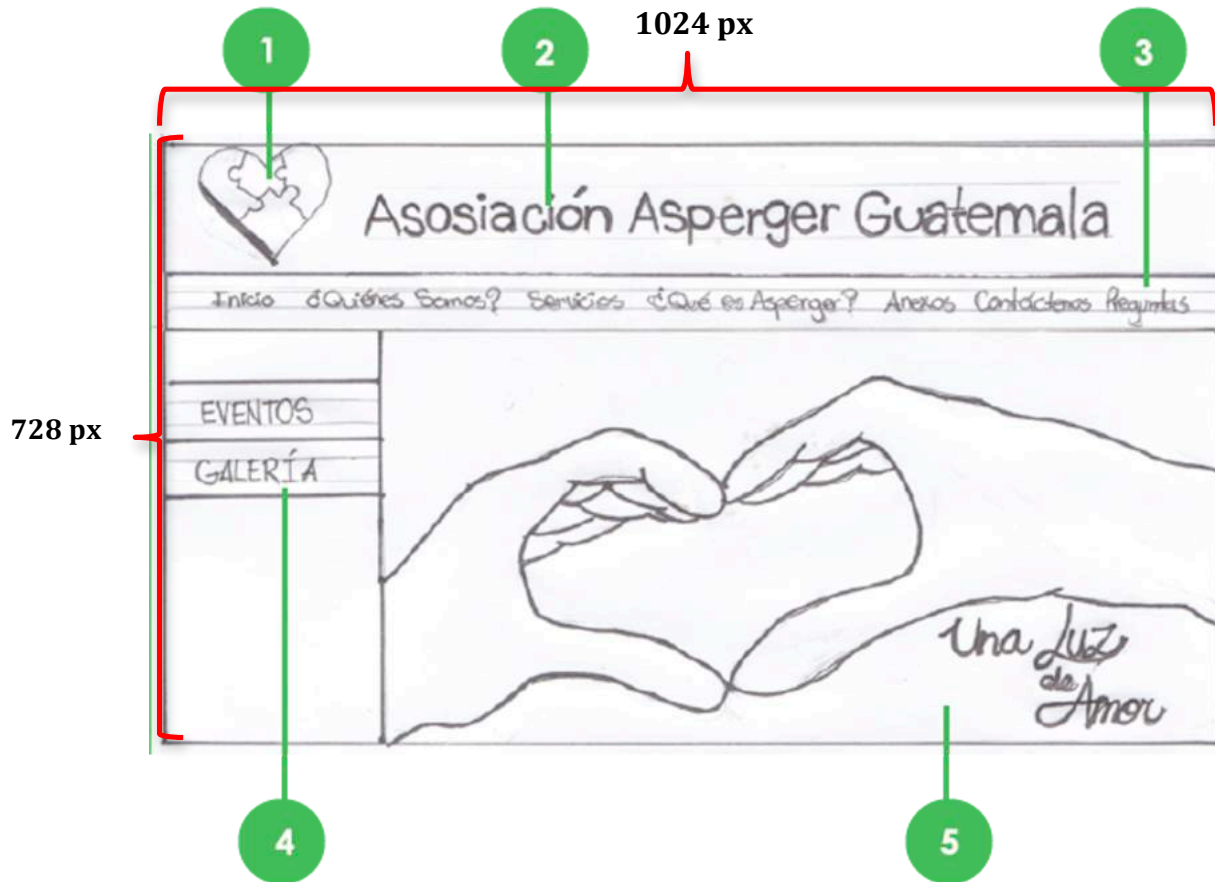 1024 px
1
2
3
Asosiación Asperger Guatemala
Inicio ¿Quiénes Somos? Servicios ¿Qué es Asperger? Anexos Contáctenos Preguntas
728 px
EVENTOS
GALERÍA
Una Luz
de
Amor
4
5